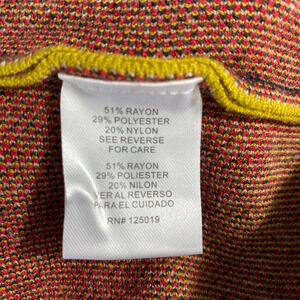 51% RAYON
29% POLYESTER
20% NYLON
SEE REVERSE
FOR CARE
51% RAYON
29% POLYESTER
20% NILON
VER AL REVERSO
PARA EL CUIDADO
RN# 125019